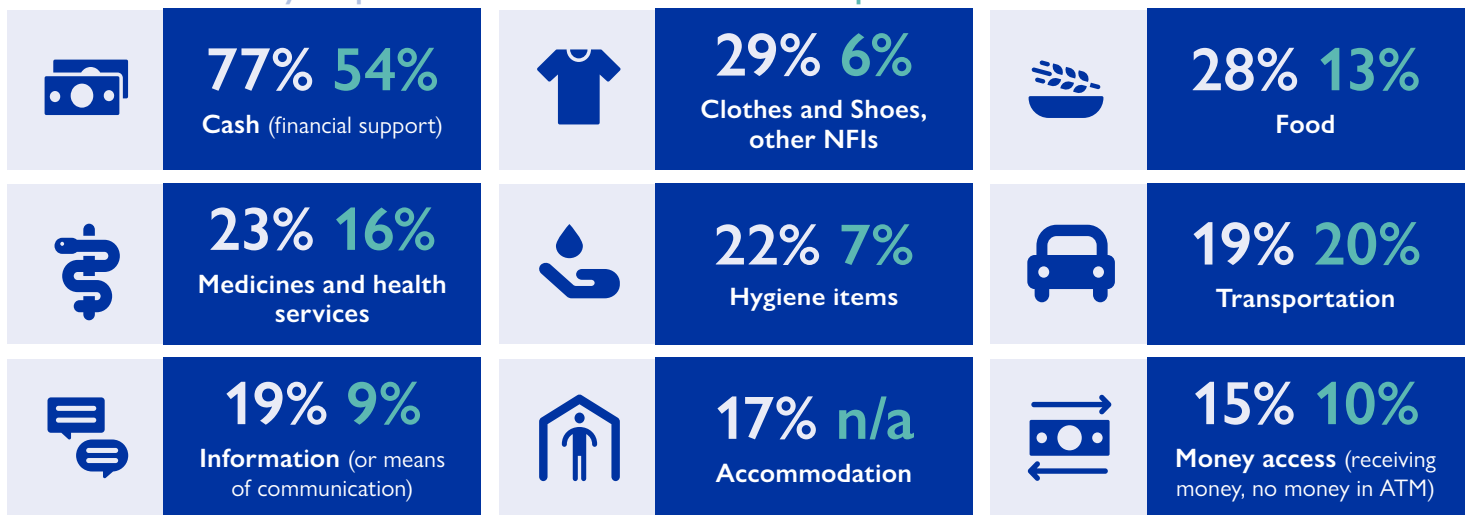 77% 54%
Cash (financial support)
29% 6%
Clothes and Shoes,
other NFIs
28% 13%
Food
23% 16%
Medicines and health
services
22% 7%
Hygiene items
19% 20%
Transportation
19% 9%
Information (or means
of communication)
17% n/a
Accommodation
15% 10%
Money access (receiving
money, no money in ATM)